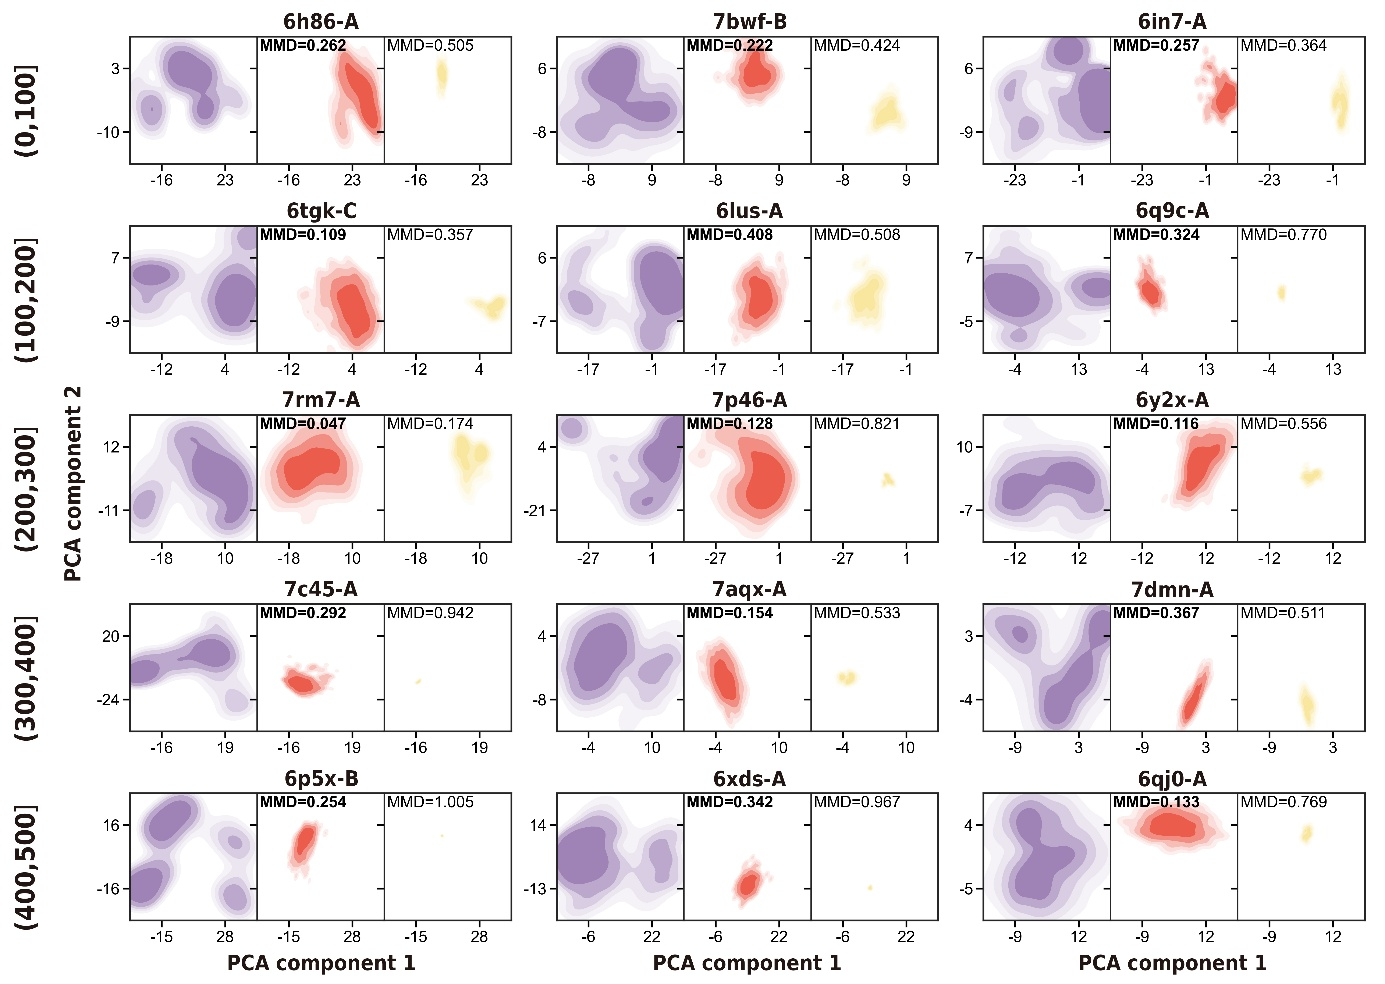 6h86-A 7bwf-B 6in7-A
(0,100]
MMD=0.262 MMD=0.505 MMD=0.222 MMD=0.424 MMD=0.257 MMD=0.364
3 6 6
-10 -8 -9
-16 23 -16 23 -16 23 -8 9 -8 9 -8 9 -23 -1 -23 -1 -23 -1
6tgk-C 6lus-A 6q9c-A
(100,200]
MMD=0.109 MMD=0.357 MMD=0.408 MMD=0.508 MMD=0.324 MMD=0.770
7 6 4
-9 -7 -5
-12 4 -12 4 -12 4 -17 -1 -17 -1 -17 -1 -4 13 -4 13 -4 13
PCA component 2
7rm7-A 7p46-A 6y2x-A
(200,300]
MMD=0.047 MMD=0.174 MMD=0.128 MMD=0.821 MMD=0.116 MMD=0.556
12 4 10
-11 -21 -7
-18 10 -18 10 -18 10 -27 1 -27 1 -27 1 -12 12 -12 12 -12 12
7c45-A 7aqx-A 7dmn-A
(300,400]
MMD=0.292 MMD=0.942 MMD=0.154 MMD=0.533 MMD=0.367 MMD=0.511
20 4 3
-24 -8 -4
-16 19 -16 19 -16 19 -4 10 -4 10 -4 10 -9 3 -9 3 -9 3
6p5x-B 6xds-A 6qj0-A
(400,500]
MMD=0.254 MMD=1.005 MMD=0.342 MMD=0.967 MMD=0.133 MMD=0.769
16 14 4
-16 -13 -5
-15 28 -15 28 -15 28 -6 22 -6 22 -6 22 -9 12 -9 12 -9 12
PCA component 1 PCA component 1 PCA component 1